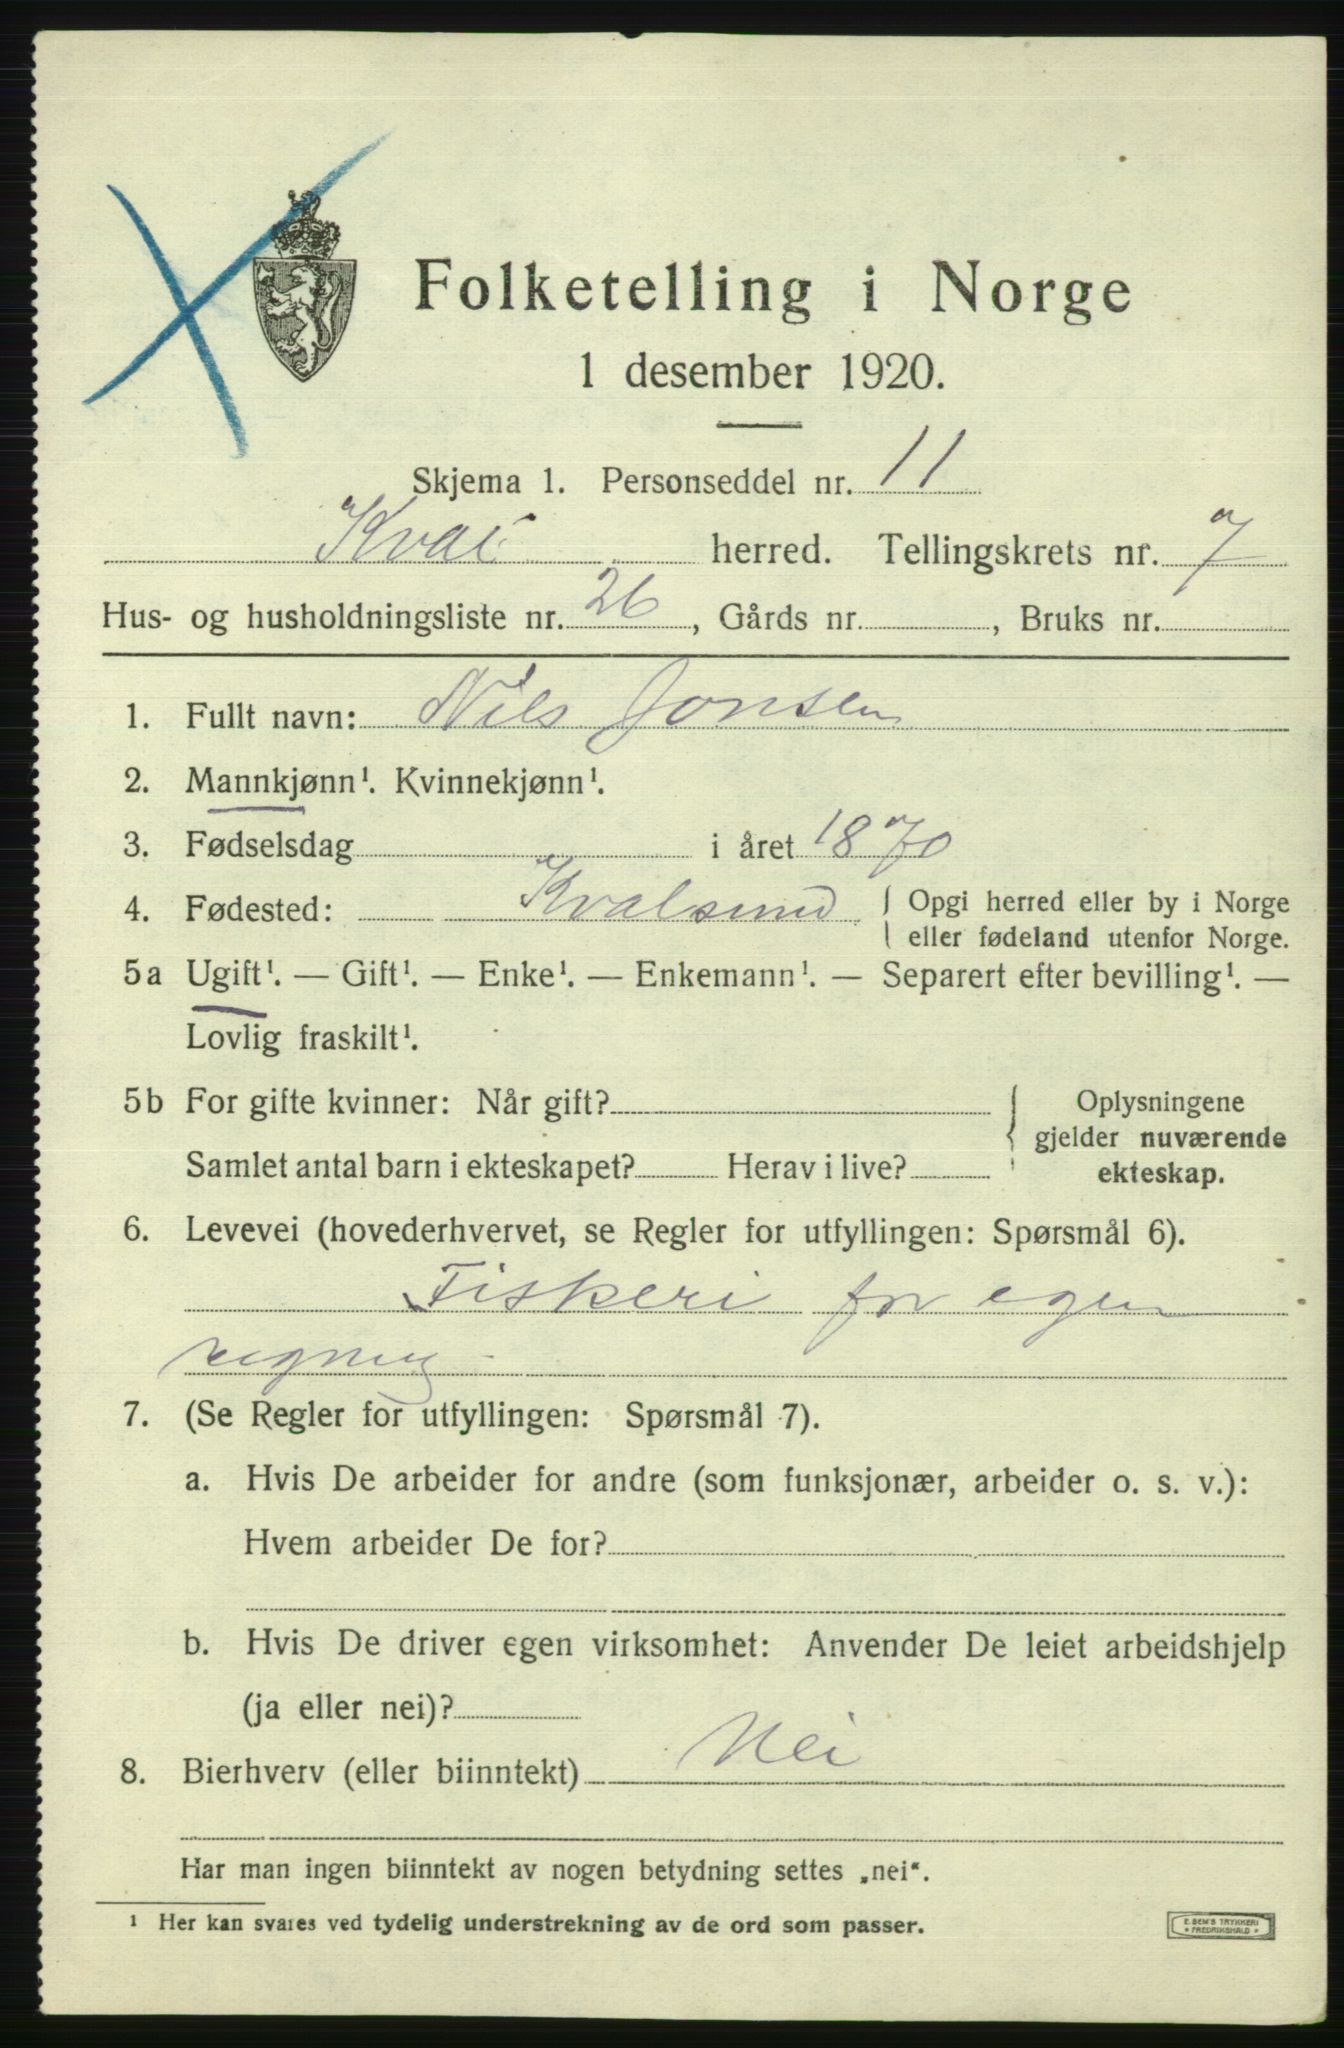 Folketelling i Norge
1 desember 1920.
Skjema 1. Personseddel nr. 11
herred. Tellingskrets nr. 7
Hus- og husholdningsliste nr. 26, Gårds nr. , Bruks nr.
1. Fullt navn: Nils Jonsen
2. Mannkjønn¹. Kvinnekjønn¹.
3. Fødselsdag i året 1870
4. Fødested: Kvalsund { Opgi herred eller by i Norge
eller fødeland utenfor Norge.
5a Ugift¹. — Gift¹. — Enke¹. — Enkemann¹. — Separert efter bevilling¹. —
Lovlig fraskilt¹.
5b For gifte kvinner: Når gift? { Oplysningene
gjelder nuværende
Samlet antal barn i ekteskapet? Herav i live? ekteskap.
6. Levevei (hovederhvervet, se Regler for utfyllingen: Spørsmål 6).
Fiskeri for egen
regning
7. (Se Regler for utfyllingen: Spørsmål 7).
a. Hvis De arbeider for andre (som funksjonær, arbeider o. s. v.):
Hvem arbeider De for?
b. Hvis De driver egen virksomhet: Anvender De leiet arbeidshjelp
(ja eller nei)?
8. Bierhverv (eller biinntekt) Nei
Har man ingen biinntekt av nogen betydning settes „nei“.
¹ Her kan svares ved tydelig understrekning av de ord som passer.
E. SEM'S TRYKKERI
* FREDRIKSHALD *